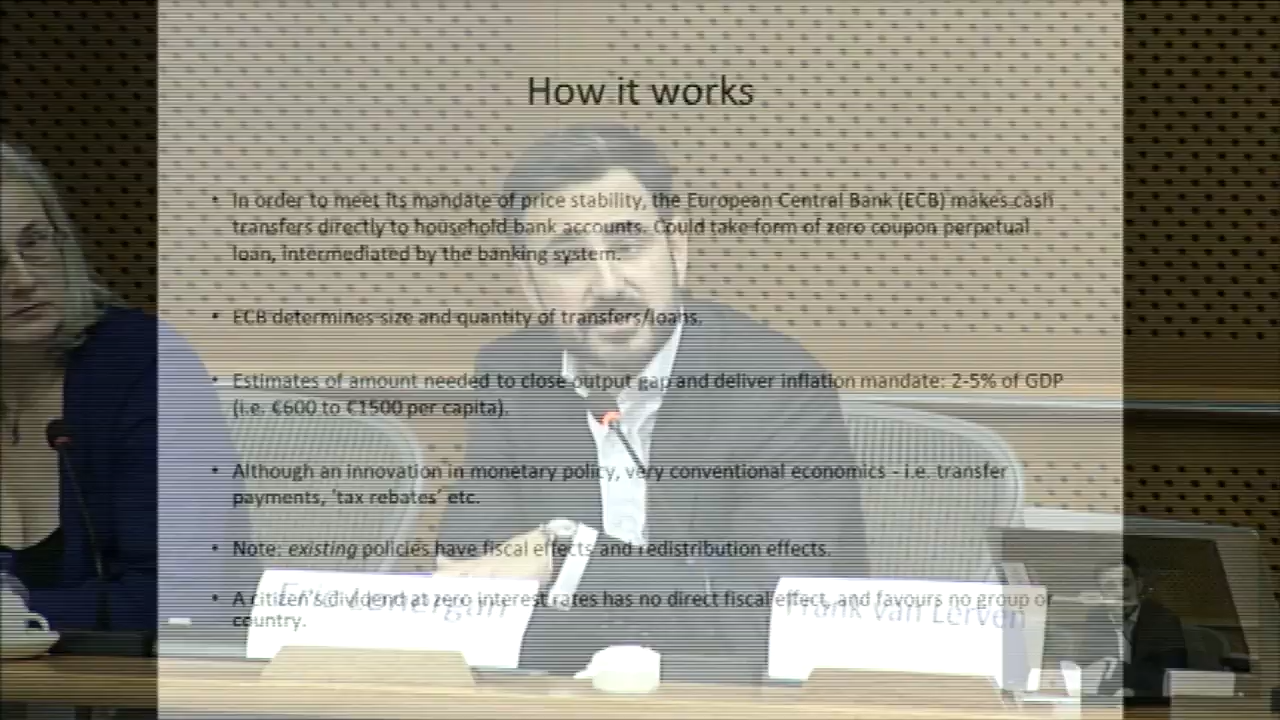 How it works
• In order to meet its mandate of price stability, the European Central Bank (ECB) makes cash
transfers directly to household bank accounts. Could take form of zero coupon perpetual
loan, intermediated by the banking system.
• ECB determines size and quantity of transfers/loans.
• Estimates of amount needed to close output gap and deliver inflation mandate: 2-5% of GDP
(i.e. €600 to €1500 per capita).
• Although an innovation in monetary policy, very conventional economics - i.e. transfer
payments, 'tax rebates' etc.
• Note: existing policies have fiscal effects and redistribution effects.
• A citizen's dividend at zero interest rates has no direct fiscal effect, and favours no group or
country.
Frank Van Lerven